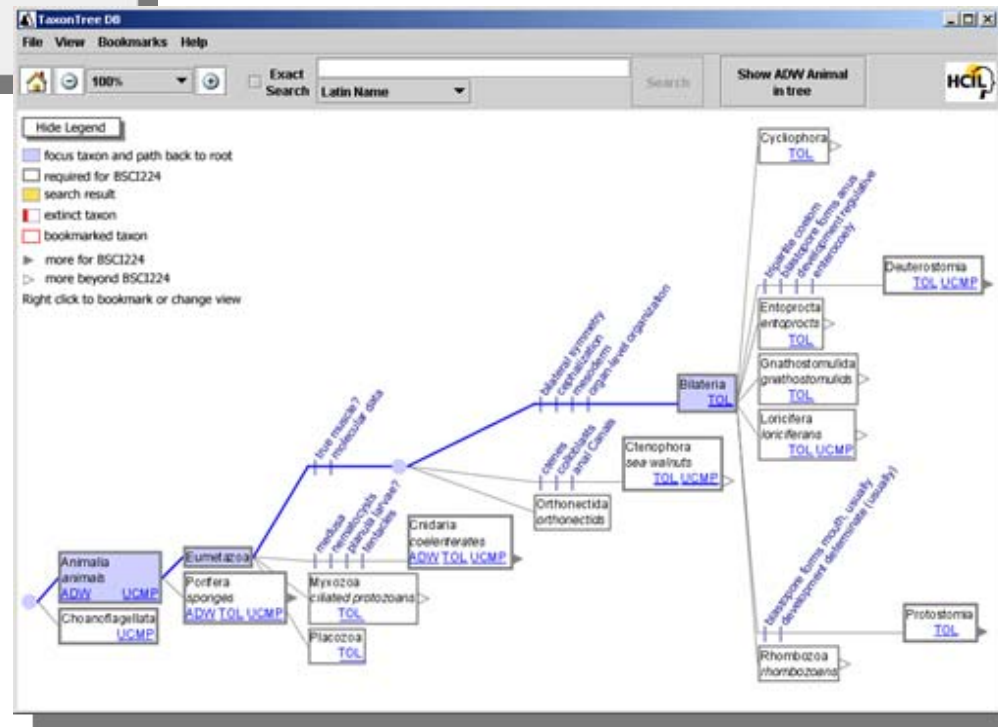 TaxonTree DB
File View Bookmarks Help
100%
Exact Search
Latin Name
Search
Show ADW Animal
in tree
HCIL
Hide Legend
focus taxon and path back to root
required for BSCI224
search result
extinct taxon
bookmarked taxon
more for BSCI224
more beyond BSCI224
Right click to bookmark or change view
Cycliophora
TOL
tripartite coelom
blastopore forms anus
development regulative
enterocoely
Deuterostomia
TOL UCMP
Entoprocta
entoprocts
TOL
Gnathostomulida
gnathostomulids
TOL
Loricifera
loriciferans
TOL UCMP
bilateral symmetry
cephalization
mesoderm
organ-level organization
Bilateria
TOL
true muscle?
molecular data
ctenes
colloblasts
anal Canals
Ctenophora
sea walnuts
TOL UCMP
Orthonectida
orthonectids
medusa
nematocysts
planula larvae?
tentacles
Cnidaria
coelenterates
ADW TOL UCMP
Animalia
animals
ADW UCMP
Choanoflagellata
UCMP
Eumetazoa
Porifera
sponges
ADW TOL UCMP
Myxozoa
ciliated protozoans
TOL
Placozoa
TOL
blastopore forms mouth, usually
development determinate (usually)
Protostomia
TOL
Rhombozoa
rhombozoans